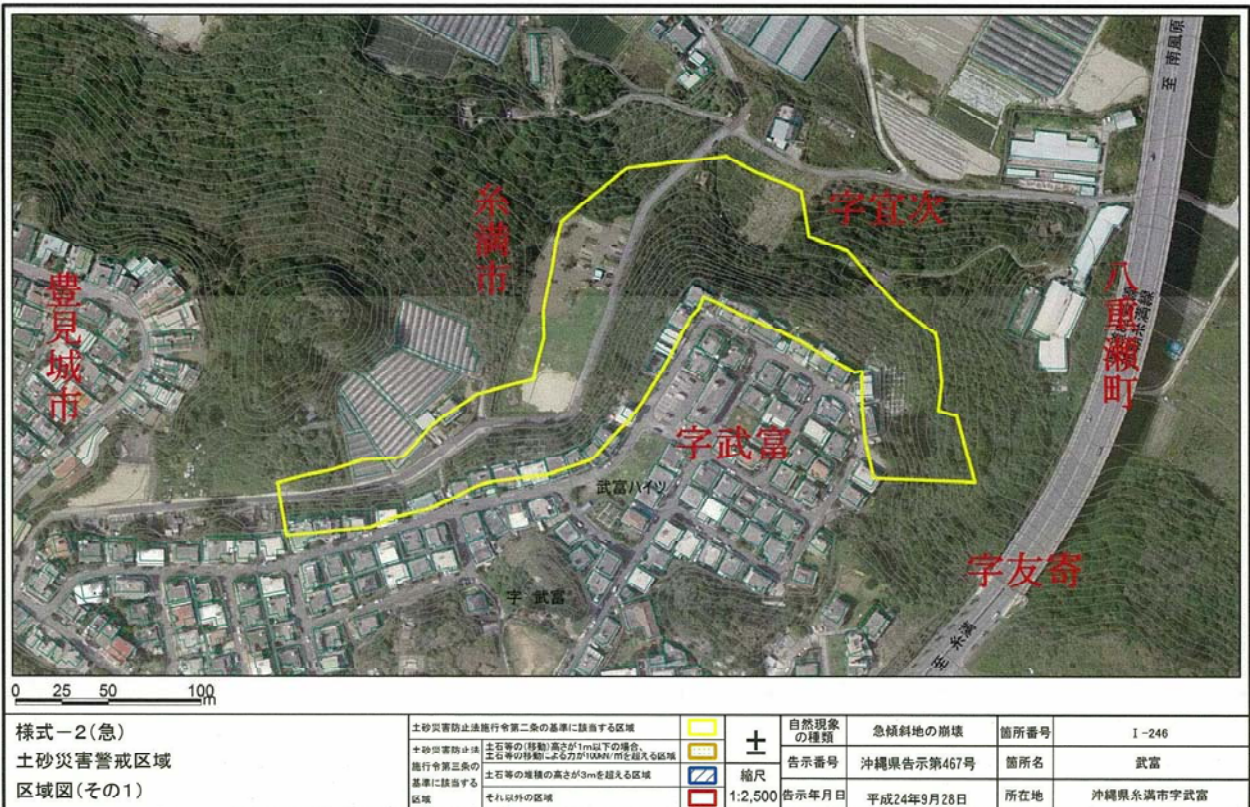 至 南風原
糸満市
字宜次
豊見城市
八重瀬町
字武富
武富ハイツ
字友寄
字 武富
至 糸満
0 25 50 100
m
様式－2(急)
土砂災害警戒区域
区域図(その1)
土砂災害防止法施行令第二条の基準に該当する区域
土砂災害防止法
施行令第三条の
基準に該当する
区域
土石等の(移動)高さが1m以下の場合、
土石等の移動による力が100kN/㎡を超える区域
土石等の堆積の高さが3mを超える区域
それ以外の区域
縮尺
1:2,500
自然現象
の種類
急傾斜地の崩壊
箇所番号
I-246
告示番号
沖縄県告示第467号
箇所名
武富
告示年月日
平成24年9月28日
所在地
沖縄県糸満市字武富